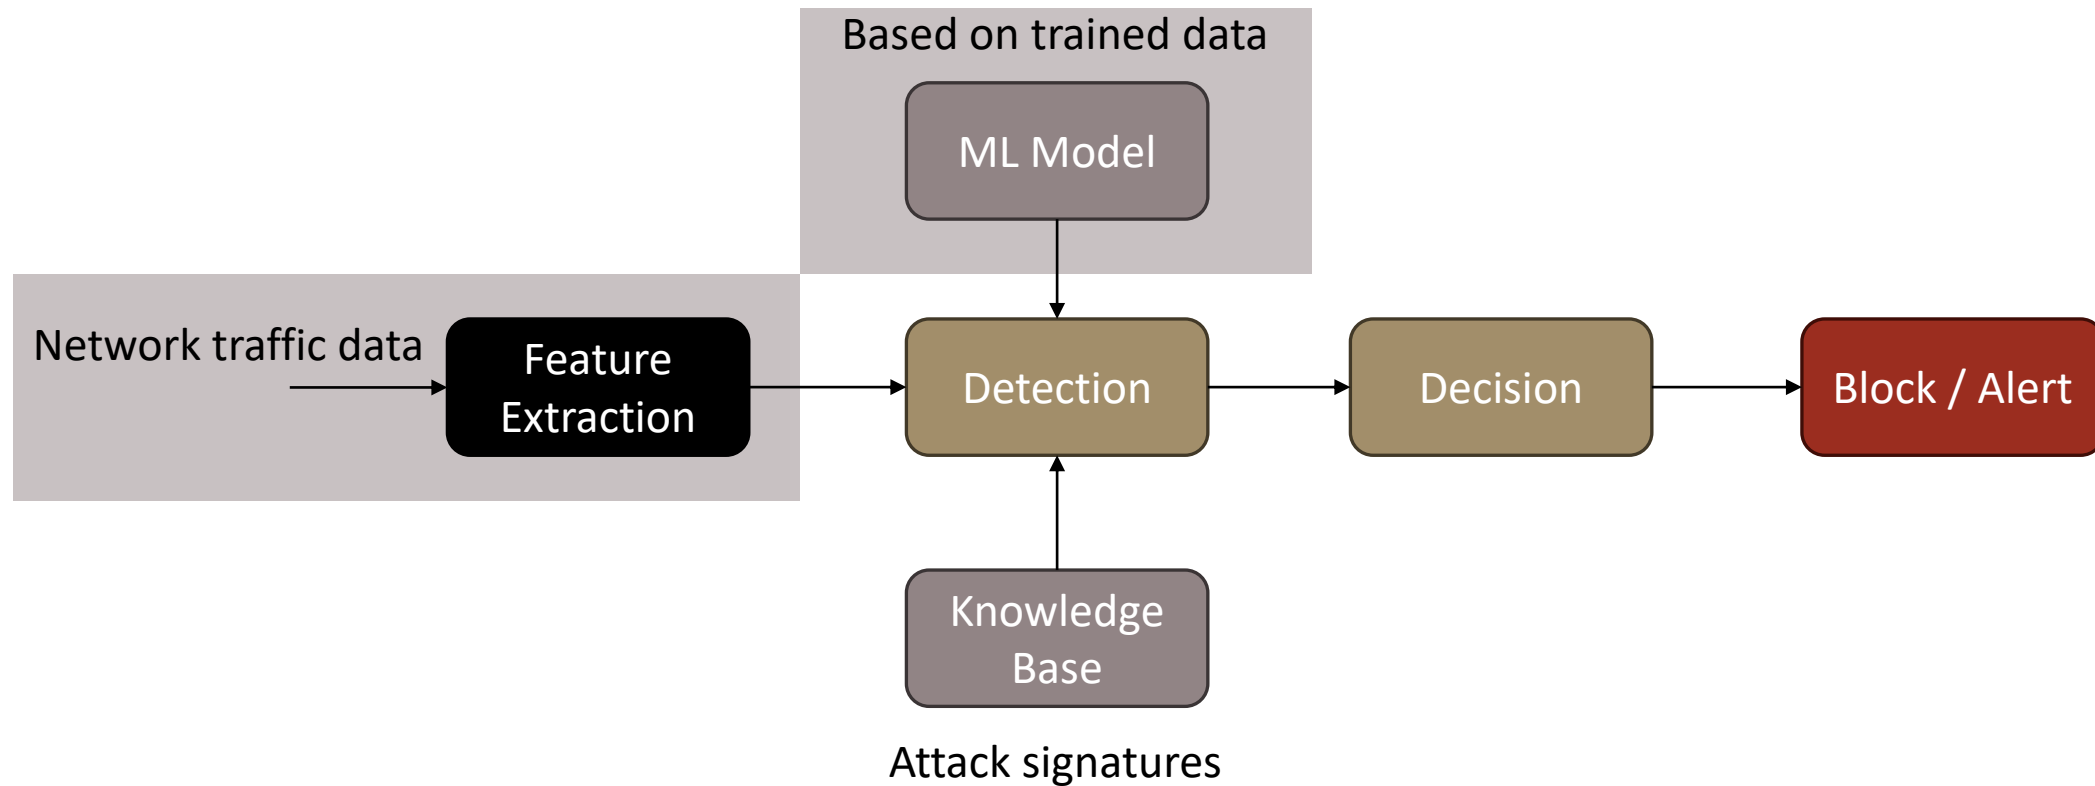 Based on trained data
ML Model
Network traffic data
Feature
Extraction
Detection
Decision
Block / Alert
Knowledge
Base
Attack signatures